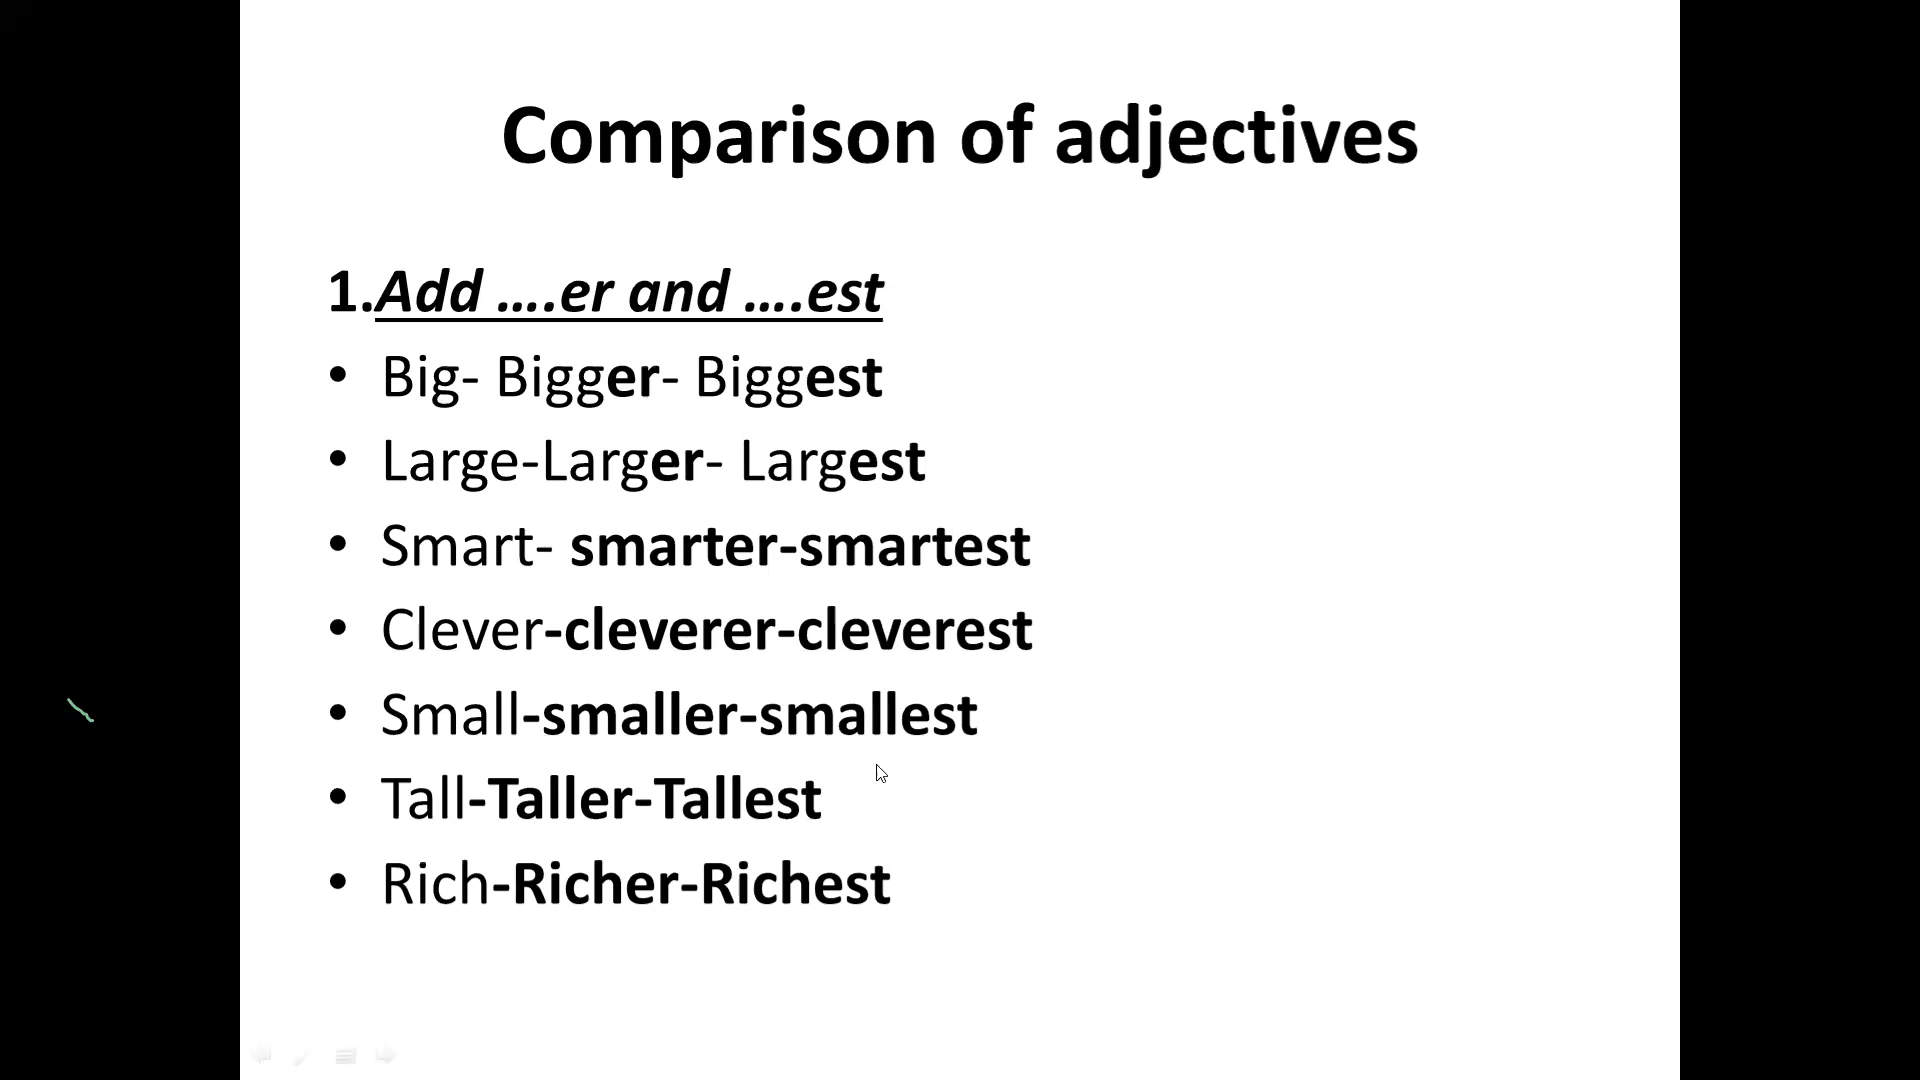 Comparison of adjectives
1.Add ....er and ....est
• Big- Bigger- Biggest
• Large-Larger- Largest
• Smart- smarter-smartest
• Clever-cleverer-cleverest
• Small-smaller-smallest
• Tall-Taller-Tallest
• Rich-Richer-Richest